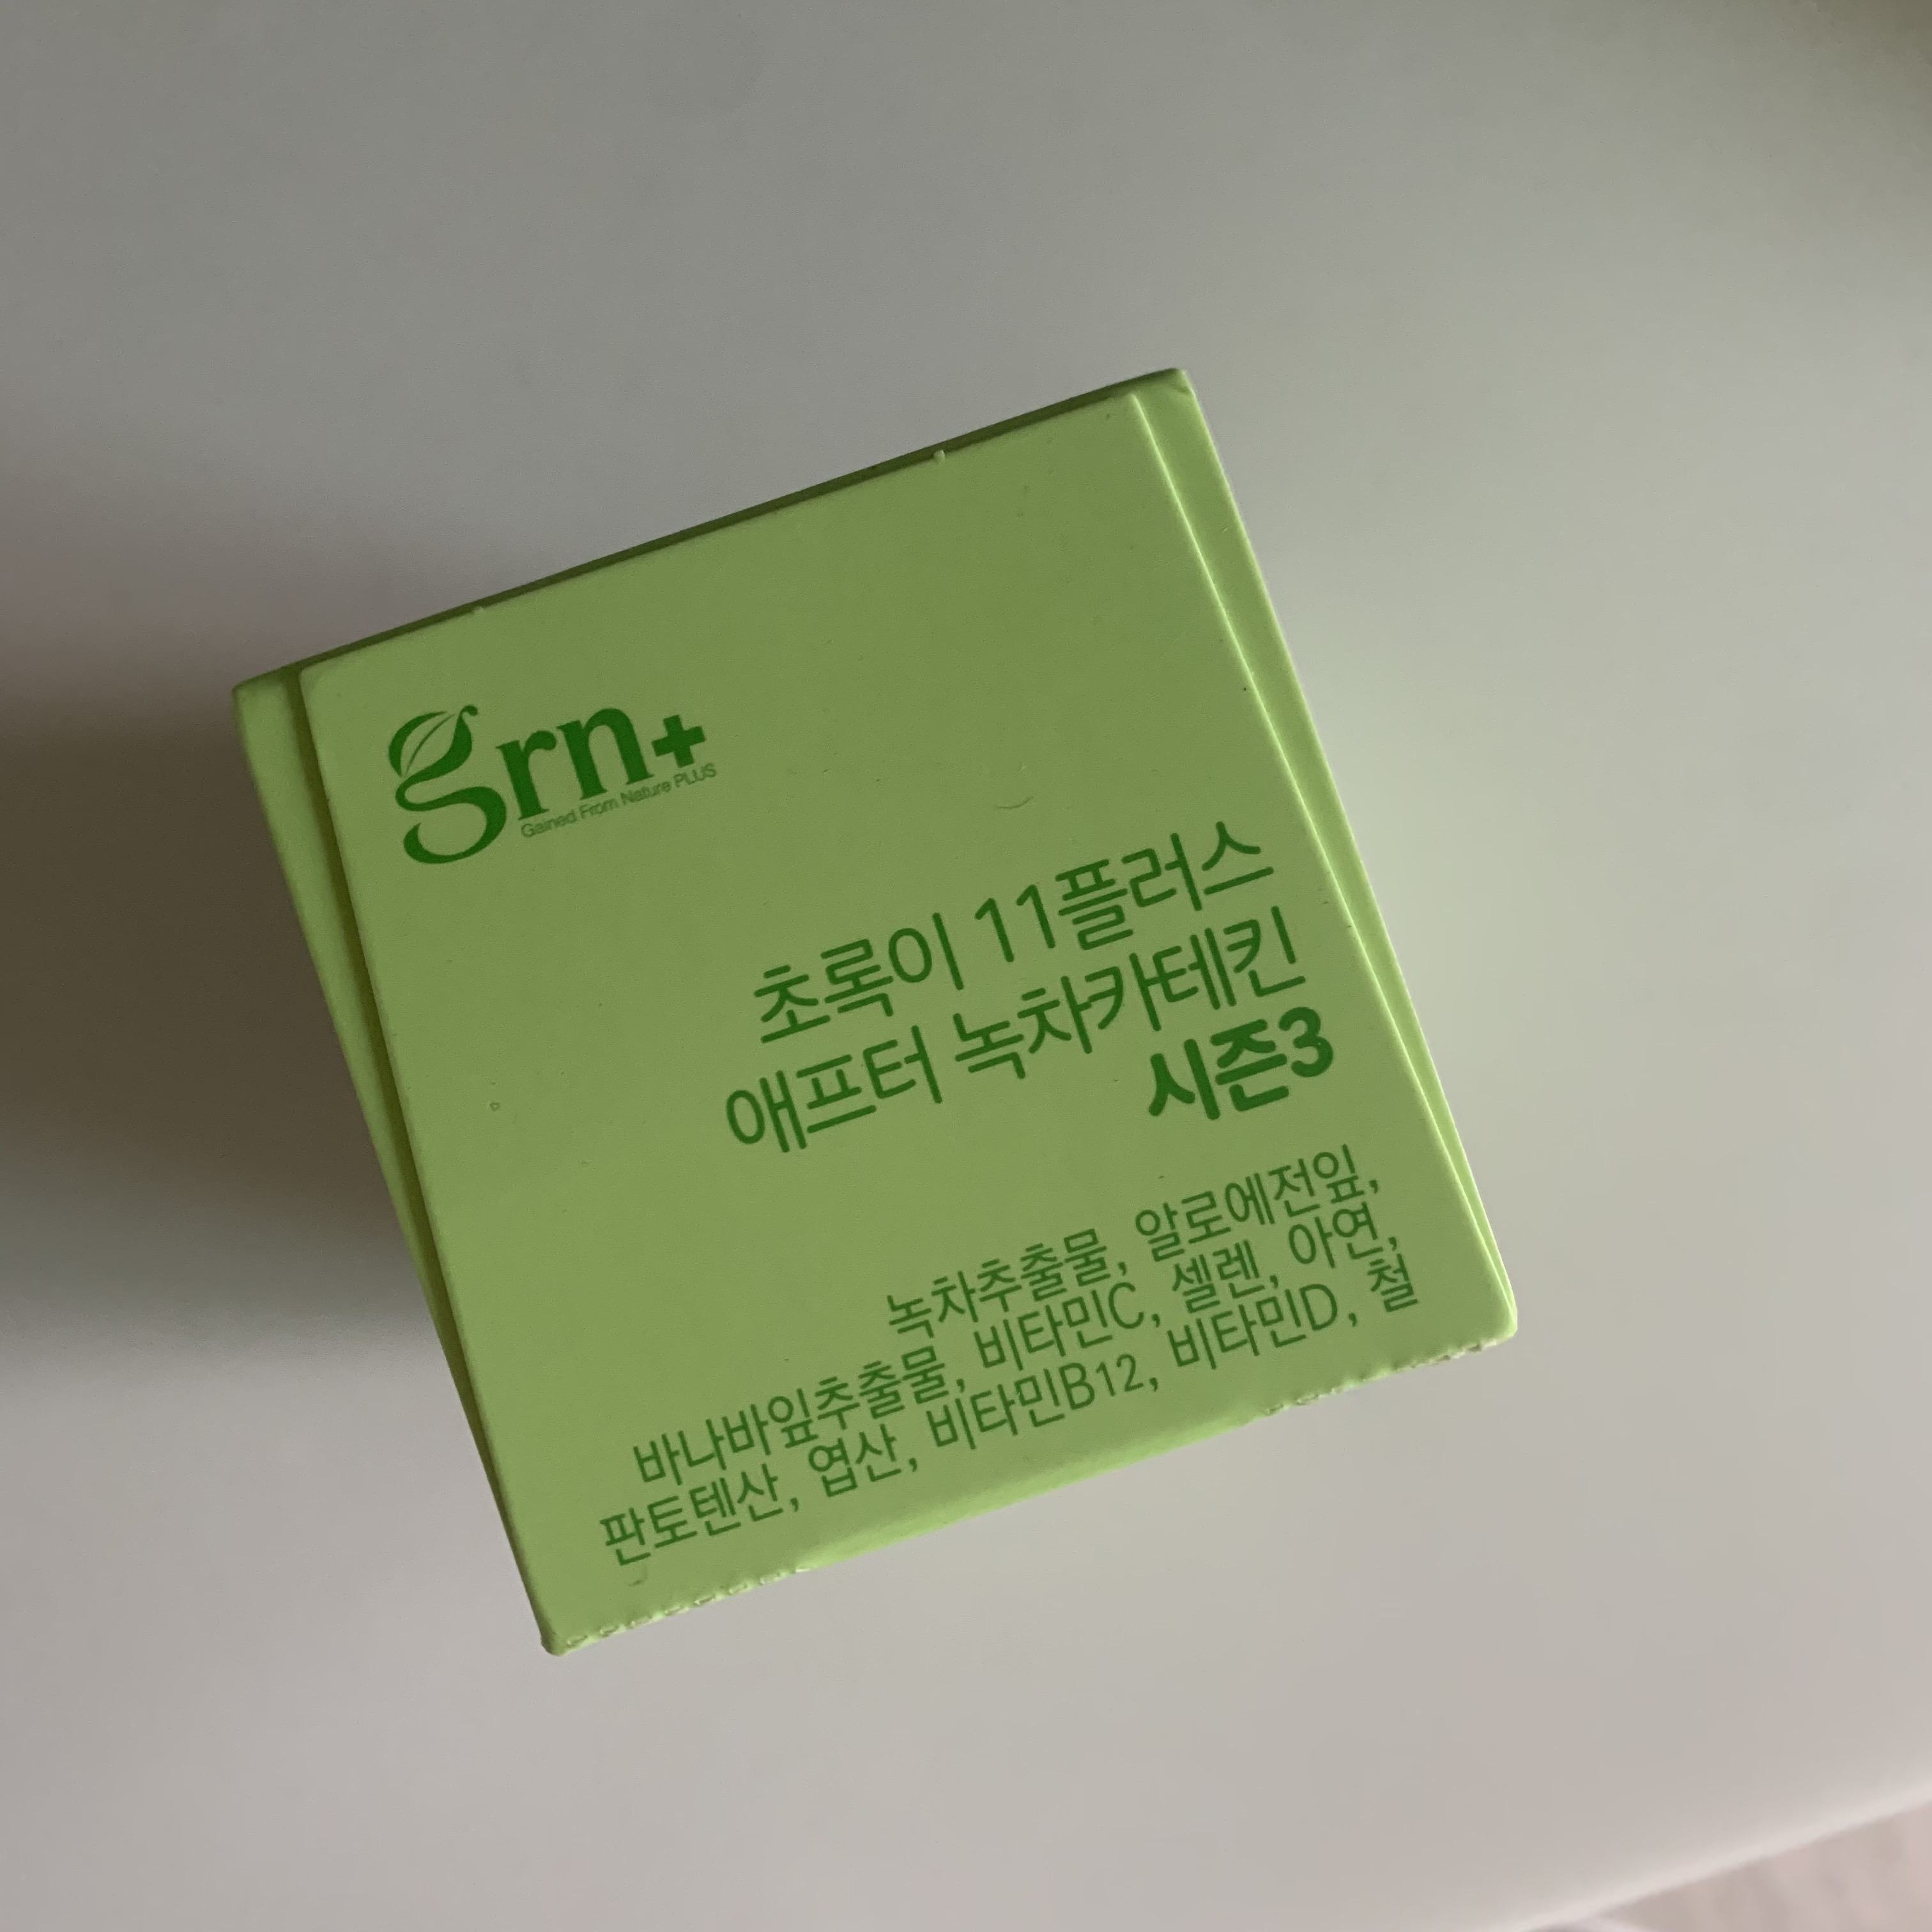 grn+
Gained From Nature PLUS
초록이 11플러스
애프터 녹차카테킨
시즌3
녹차추출물, 알로에전잎,
바나바잎추출물, 비타민C, 셀렌, 아연,
판토텐산, 엽산, 비타민B12, 비타민D, 철